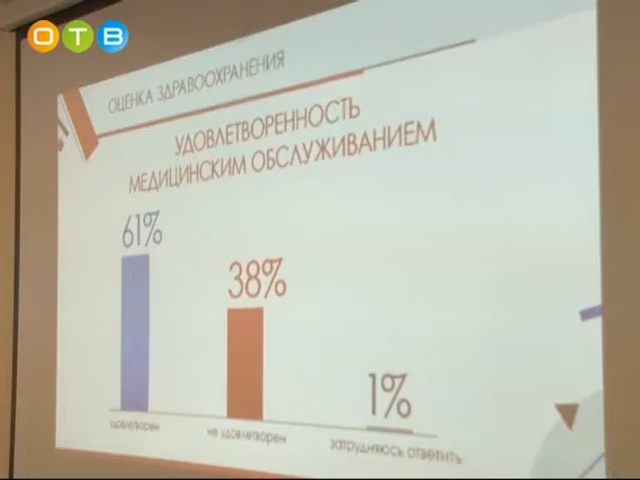 ОТВ
ОЦЕНКА ЗДРАВООХРАНЕНИЯ
УДОВЛЕТВОРЕННОСТЬ
МЕДИЦИНСКИМ ОБСЛУЖИВАНИЕМ
61%
38%
1%
удовлетворен
не удовлетворен
затрудняюсь ответить